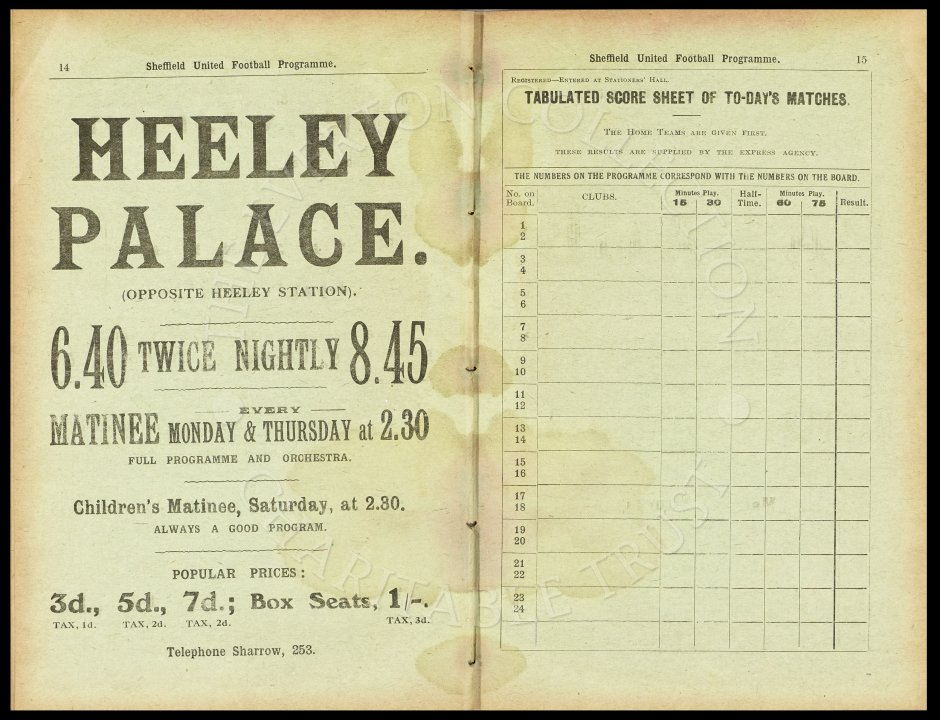 14
Sheffield United Football Programme.
HEELEY
PALACE.
(OPPOSITE HEELEY STATION).
6.40 TWICE NIGHTLY 8.45
EVERY
MATINEE MONDAY & THURSDAY at 2.30
FULL PROGRAMME AND ORCHESTRA.
Children's Matinee, Saturday, at 2.30.
ALWAYS A GOOD PROGRAM.
POPULAR PRICES:
3d., 5d., 7d.; Box Seats, 1/-.
TAX, 1d. TAX, 2d. TAX, 2d. TAX, 3d.
Telephone Sharrow, 253.
Sheffield United Football Programme.
15
REGISTERED—ENTERED AT STATIONERS' HALL.
TABULATED SCORE SHEET OF TO-DAY'S MATCHES.
THE HOME TEAMS ARE GIVEN FIRST.
THESE RESULTS ARE SUPPLIED BY THE EXPRESS AGENCY.
THE NUMBERS ON THE PROGRAMME CORRESPOND WITH THE NUMBERS ON THE BOARD.
No. on Board. CLUBS. Minutes Play. 15 30 Half-Time. Minutes Play. 60 75 Result.
1
2
3
4
5
6
7
8
9
10
11
12
13
14
15
16
17
18
19
20
21
22
23
24